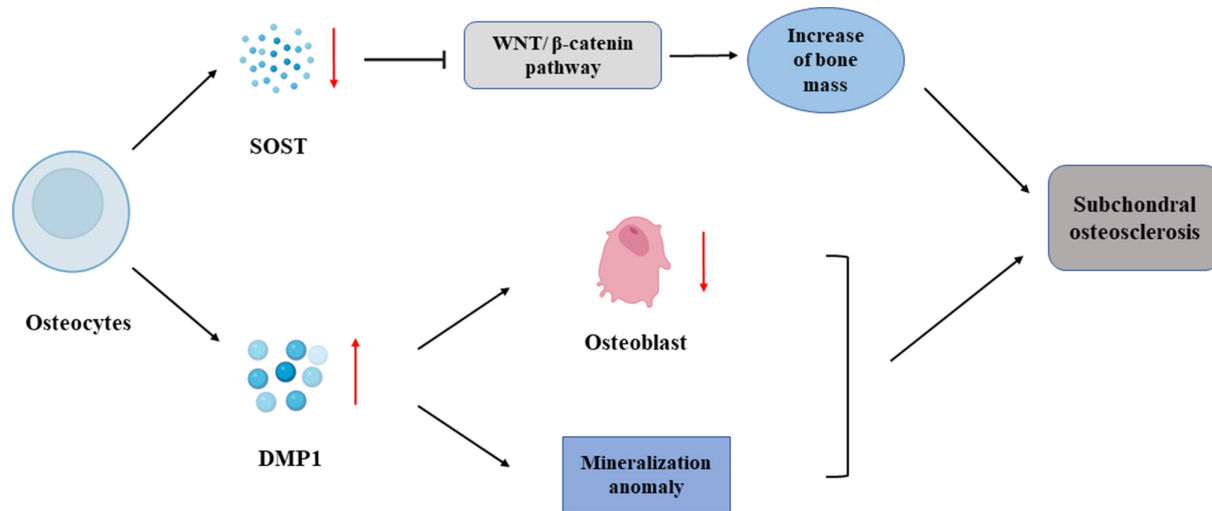 WNT/ β-catenin
pathway
Increase
of bone
mass
SOST
Subchondral
osteosclerosis
Osteocytes
Osteoblast
DMP1
Mineralization
anomaly